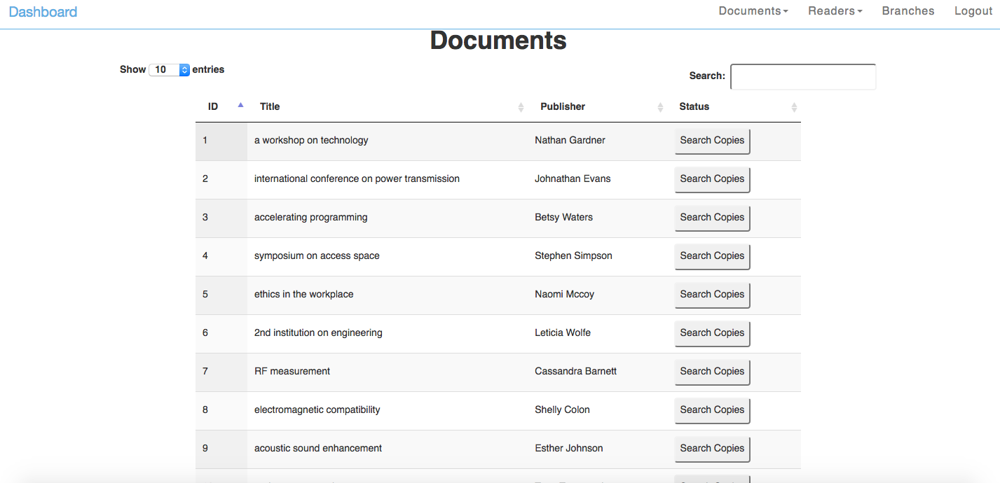 Dashboard Documents Readers Branches Logout
Documents
Show 10 entries
Search:
ID Title Publisher Status
1 a workshop on technology Nathan Gardner Search Copies
2 international conference on power transmission Johnathan Evans Search Copies
3 accelerating programming Betsy Waters Search Copies
4 symposium on access space Stephen Simpson Search Copies
5 ethics in the workplace Naomi Mccoy Search Copies
6 2nd institution on engineering Leticia Wolfe Search Copies
7 RF measurement Cassandra Barnett Search Copies
8 electromagnetic compatibility Shelly Colon Search Copies
9 acoustic sound enhancement Esther Johnson Search Copies